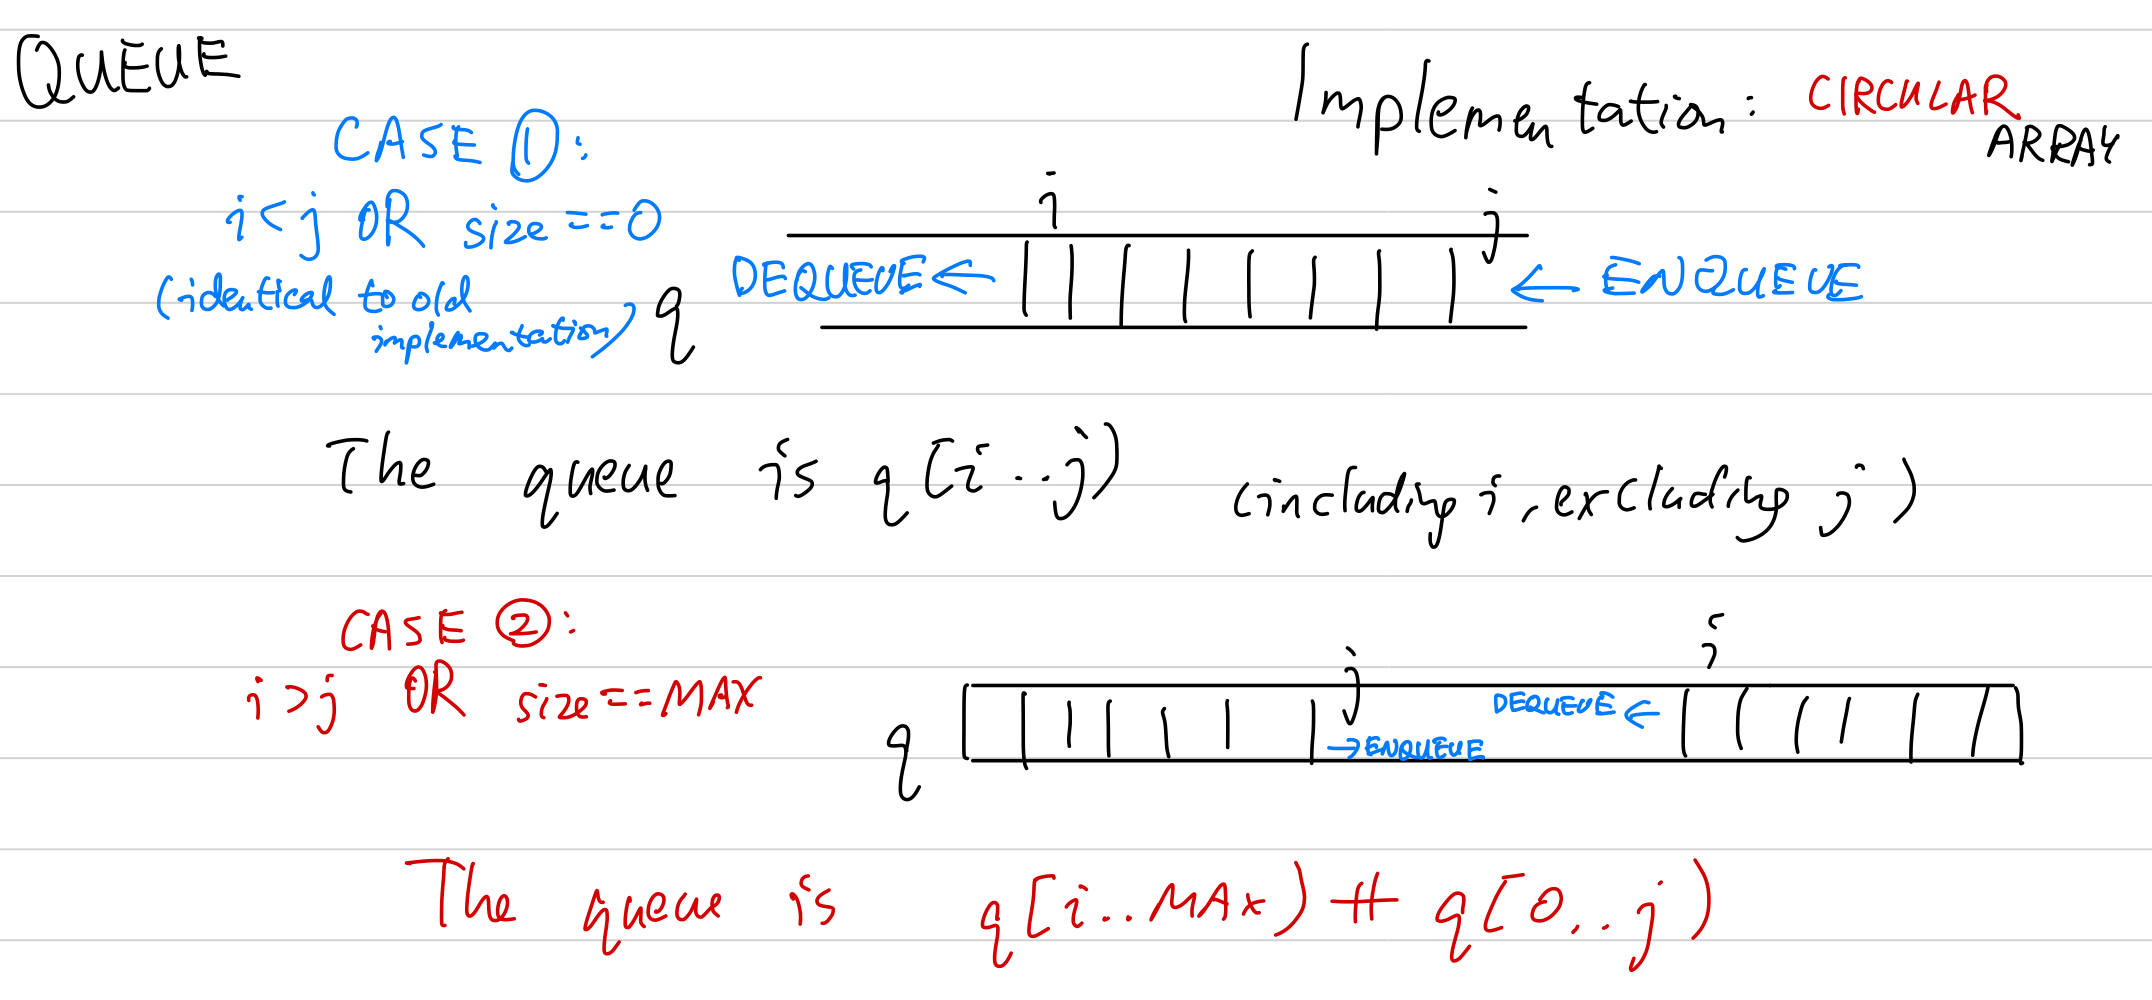 QUEUE
Implementation: CIRCULAR
ARRAY
CASE ①:
i<j OR size==0
(identical to old
implementation)
i
j
q
DEQUEUE ←
← ENQUEUE
The queue is q[i..j) (including i, excluding j)
CASE ②:
i>j OR size==MAX
j
i
q
→ ENQUEUE
DEQUEUE ←
The queue is q[i..MAX) ++ q[0..j)